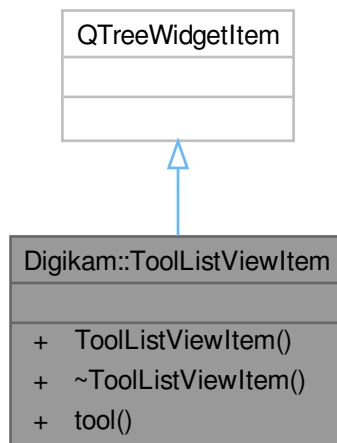 QTreeWidgetItem
Digikam::ToolListViewItem
+ ToolListViewItem()
+ ~ToolListViewItem()
+ tool()